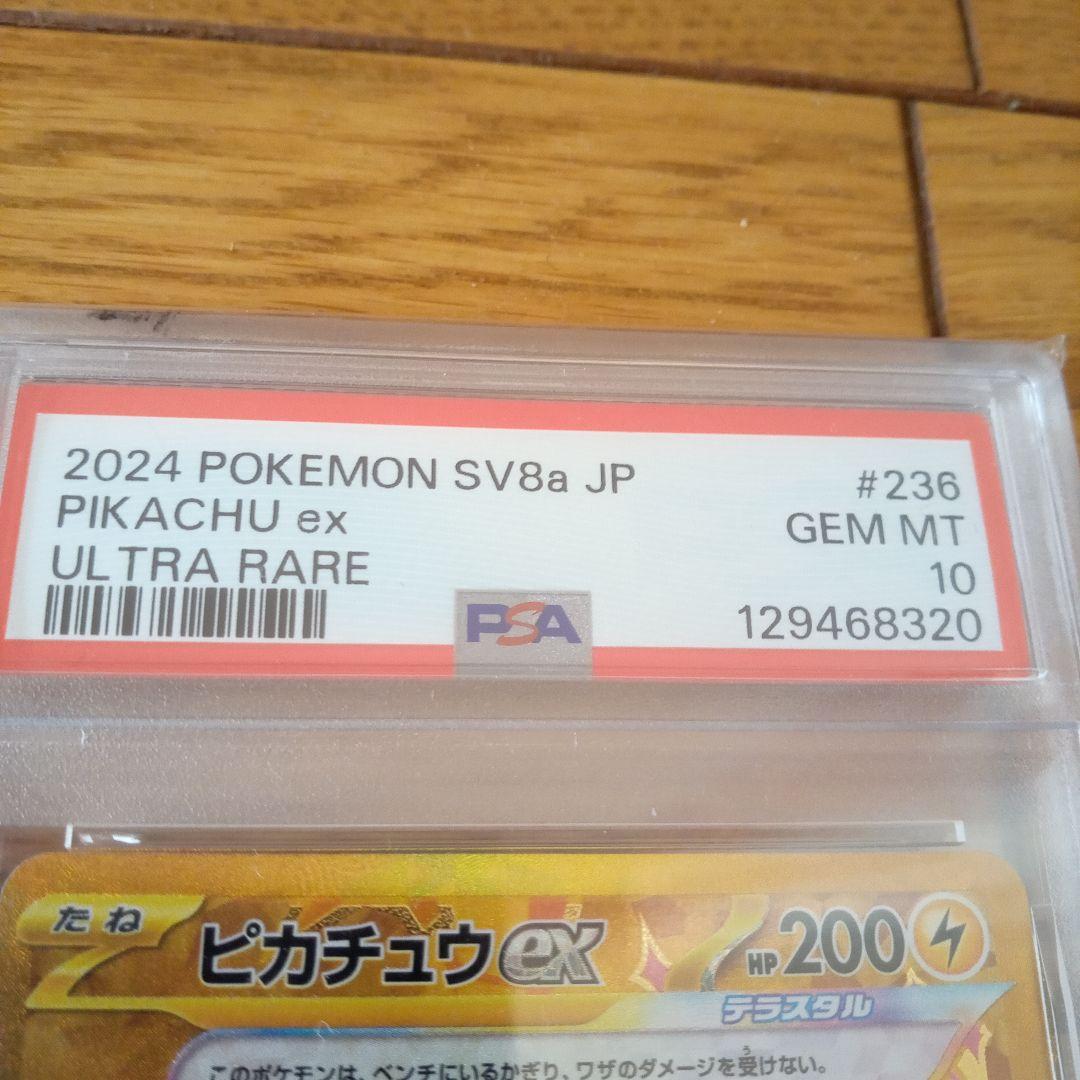 2024 POKEMON SV8a JP #236
PIKACHU ex GEM MT
ULTRA RARE 10
PSA 129468320
たね ピカチュウex HP 200
テラスタル
このポケモンは、ベンチにいるかぎり、ワザのダメージを受けない。